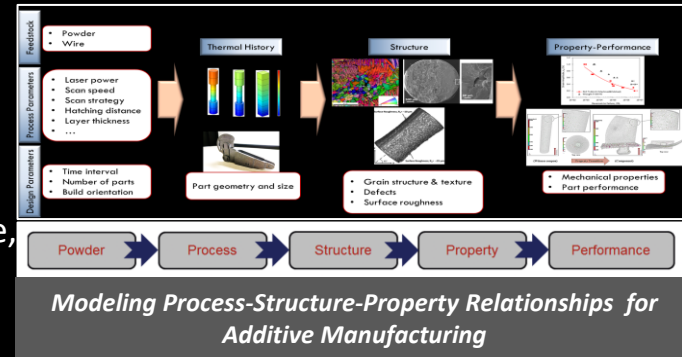 Feedstock
• Powder
• Wire
Process Parameters
• Laser power
• Scan speed
• Scan strategy
• Hatching distance
• Layer thickness
• ...
Design Parameters
• Time interval
• Number of parts
• Build orientation
Thermal History
Part geometry and size
Structure
• Grain structure & texture
• Defects
• Surface roughness
Property-Performance
• Mechanical properties
• Part performance
e,
Powder
Process
Structure
Property
Performance
Modeling Process-Structure-Property Relationships for
Additive Manufacturing